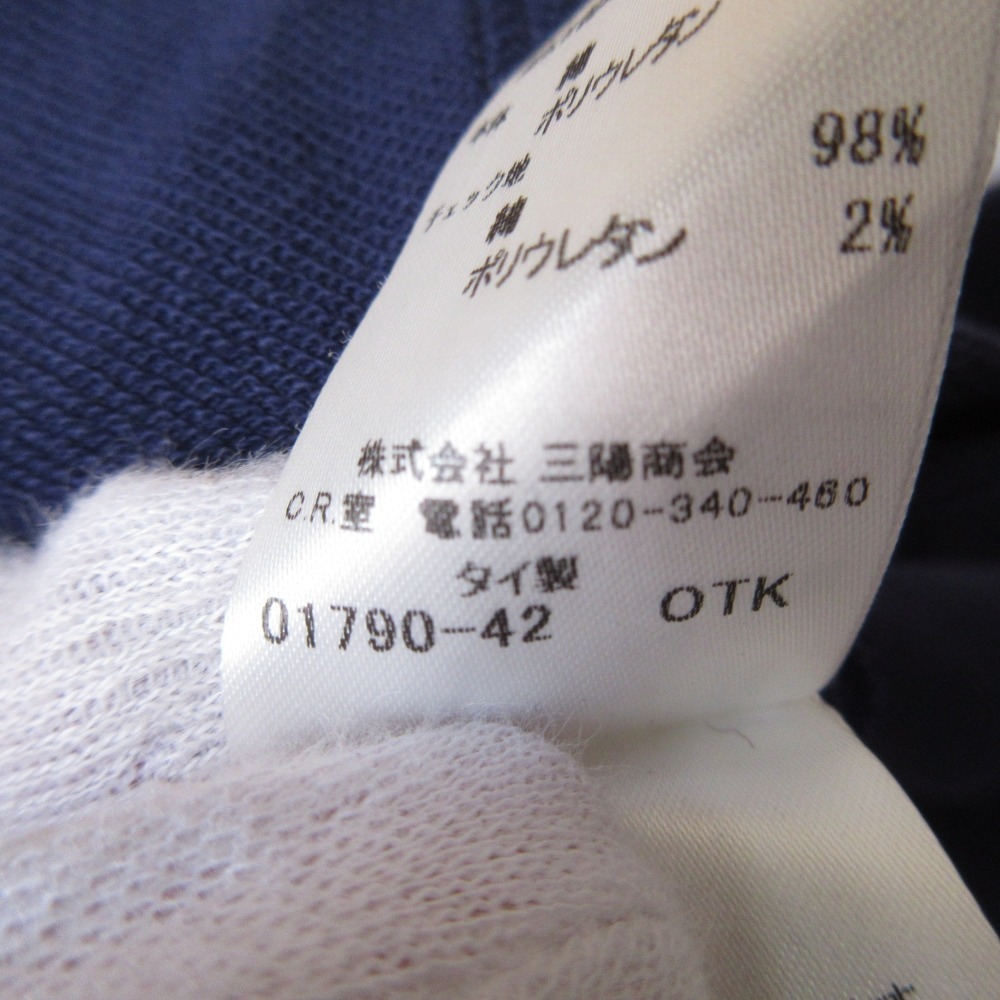 綿
ポリウレタン
本体
チェック地
綿 98%
ポリウレタン 2%
株式会社 三陽商会
C.R.室 電話0120-340-460
タイ製
01790-42 OTK